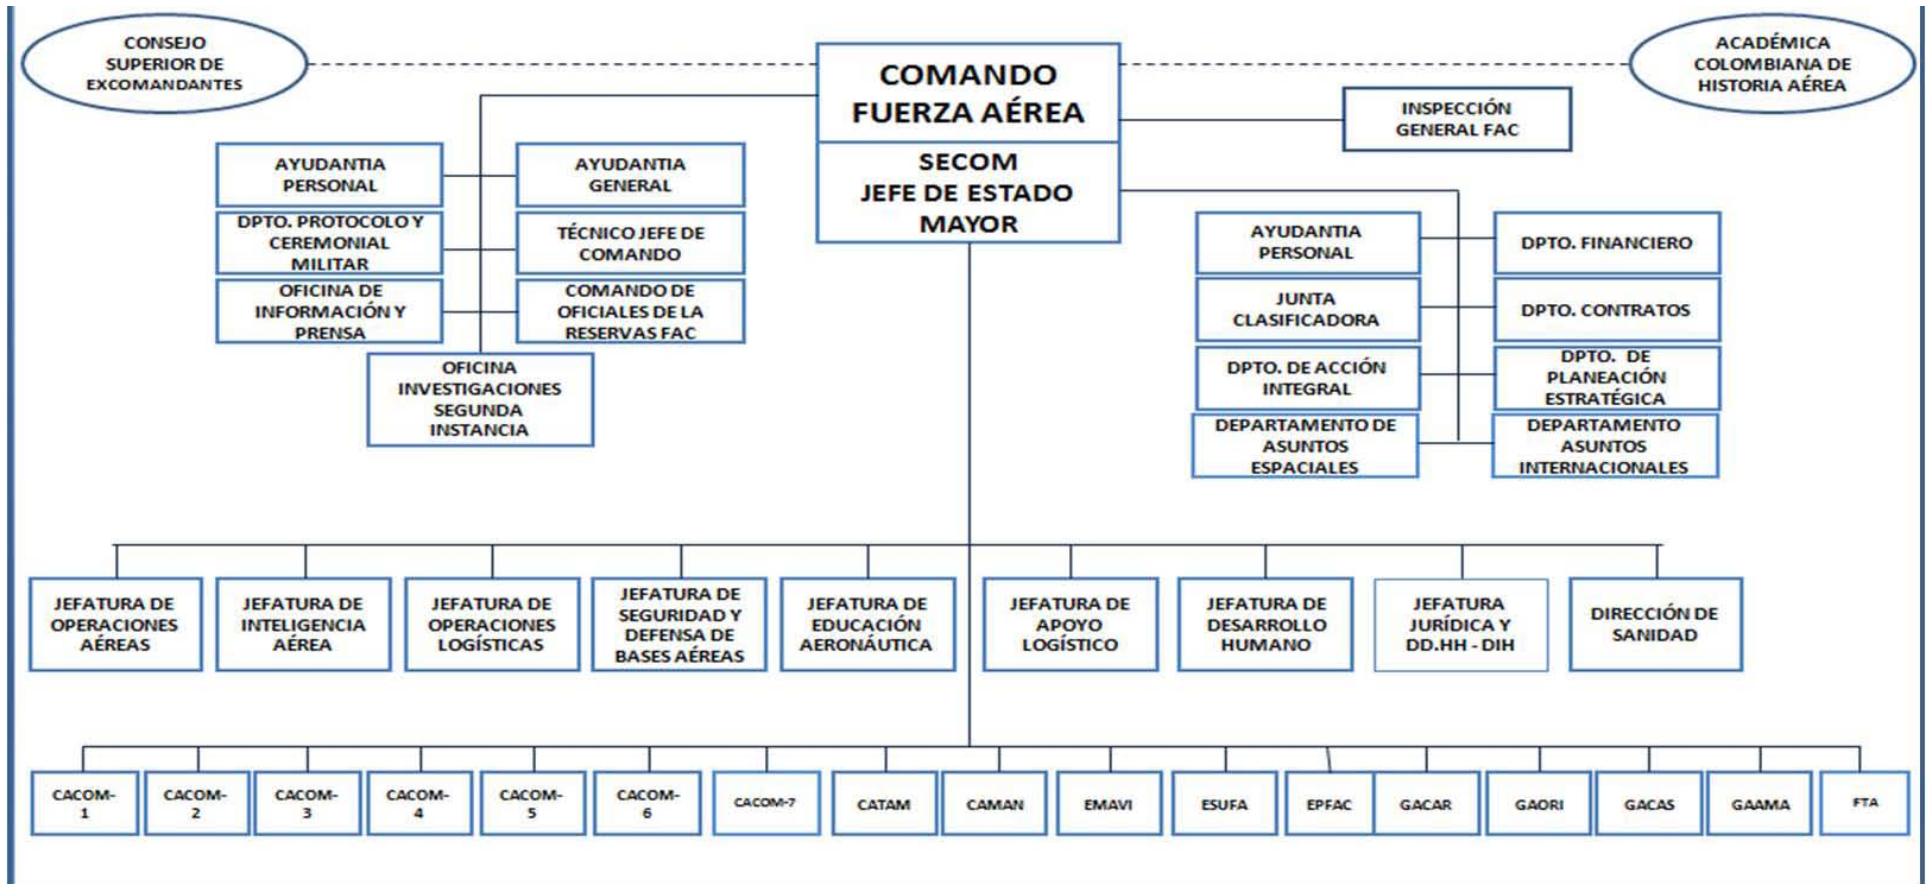 CONSEJO
SUPERIOR DE
EXCOMANDANTES
COMANDO
FUERZA AÉREA
ACADÉMICA
COLOMBIANA DE
HISTORIA AÉREA
INSPECCIÓN
GENERAL FAC
SECOM
JEFE DE ESTADO
MAYOR
AYUDANTIA
PERSONAL
AYUDANTIA
GENERAL
DPTO. PROTOCOLO Y
CEREMONIAL
MILITAR
TÉCNICO JEFE DE
COMANDO
OFICINA DE
INFORMACIÓN Y
PRENSA
COMANDO DE
OFICIALES DE LA
RESERVAS FAC
OFICINA
INVESTIGACIONES
SEGUNDA
INSTANCIA
AYUDANTIA
PERSONAL
DPTO. FINANCIERO
JUNTA
CLASIFICADORA
DPTO. CONTRATOS
DPTO. DE ACCIÓN
INTEGRAL
DPTO. DE
PLANEACIÓN
ESTRATÉGICA
DEPARTAMENTO DE
ASUNTOS
ESPACIALES
DEPARTAMENTO
ASUNTOS
INTERNACIONALES
JEFATURA DE
OPERACIONES
AÉREAS
JEFATURA DE
INTELIGENCIA
AÉREA
JEFATURA DE
OPERACIONES
LOGÍSTICAS
JEFATURA DE
SEGURIDAD Y
DEFENSA DE
BASES AÉREAS
JEFATURA DE
EDUCACIÓN
AERONÁUTICA
JEFATURA DE
APOYO
LOGÍSTICO
JEFATURA DE
DESARROLLO
HUMANO
JEFATURA
JURÍDICA Y
DD.HH - DIH
DIRECCIÓN DE
SANIDAD
CACOM-
1
CACOM-
2
CACOM-
3
CACOM-
4
CACOM-
5
CACOM-
6
CACOM-7
CATAM
CAMAN
EMAVI
ESUFA
EPFAC
GACAR
GAORI
GACAS
GAAMA
FTA